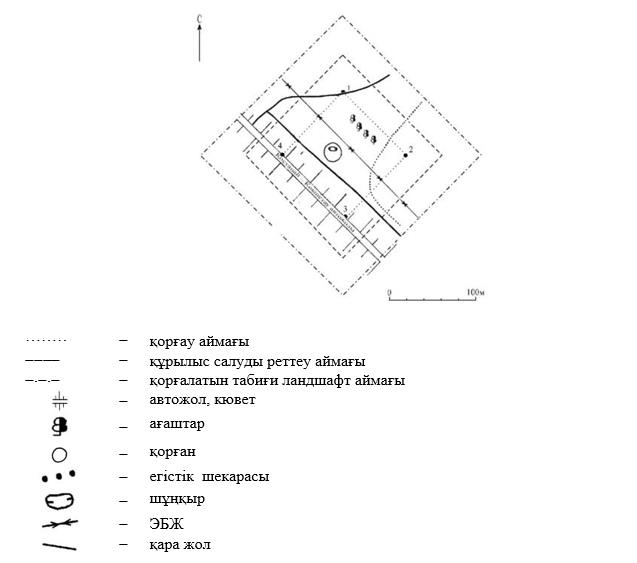 С
1
2
4
3
0 100м
........ – қорғау аймағы
–––– – құрылыс салуды реттеу аймағы
–.–.– – қорғалатын табиғи ландшафт аймағы
– автожол, кювет
– ағаштар
– қорған
– егістік шекарасы
– шұңқыр
– ЭБЖ
– қара жол